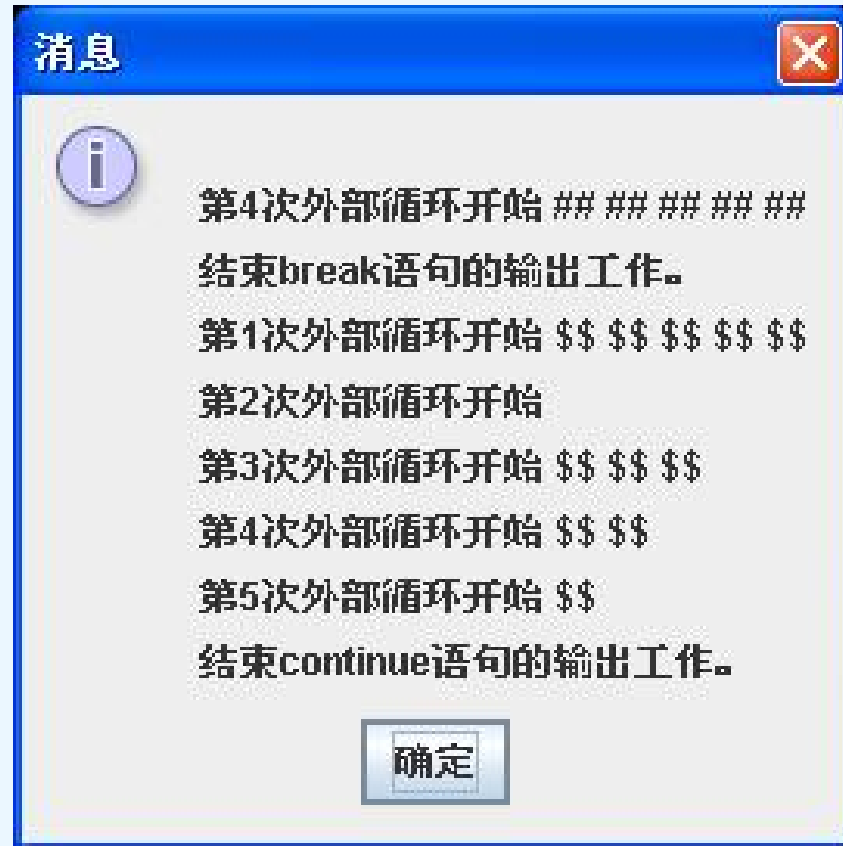 消息
第4次外部循环开始 ## ## ## ## ##
结束break语句的输出工作。
第1次外部循环开始 $$ $$ $$ $$ $$
第2次外部循环开始
第3次外部循环开始 $$ $$ $$
第4次外部循环开始 $$ $$
第5次外部循环开始 $$
结束continue语句的输出工作。
确定